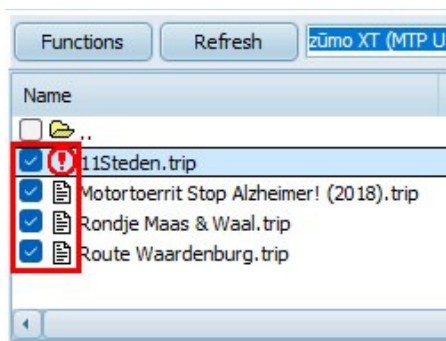 Functions
Refresh
zūmo XT (MTP U
Name
..
11Steden.trip
Motortoerrit Stop Alzheimer! (2018).trip
Rondje Maas & Waal.trip
Route Waardenburg.trip